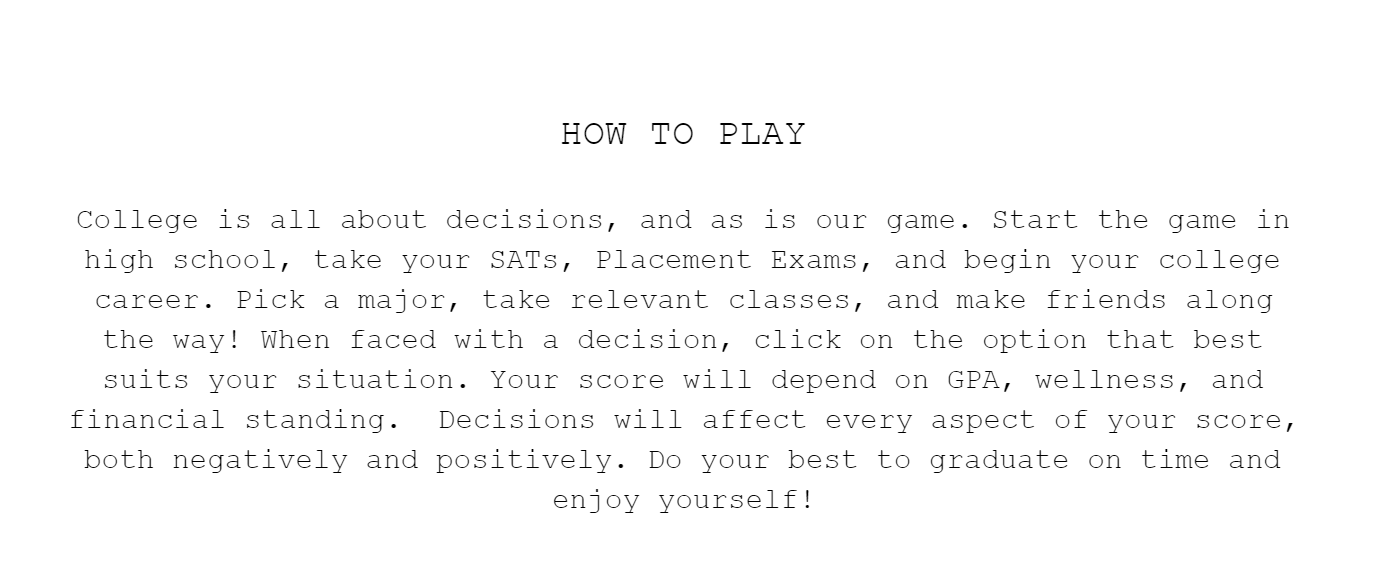 HOW TO PLAY
College is all about decisions, and as is our game. Start the game in
high school, take your SATs, Placement Exams, and begin your college
career. Pick a major, take relevant classes, and make friends along
the way! When faced with a decision, click on the option that best
suits your situation. Your score will depend on GPA, wellness, and
financial standing.  Decisions will affect every aspect of your score,
both negatively and positively. Do your best to graduate on time and
enjoy yourself!